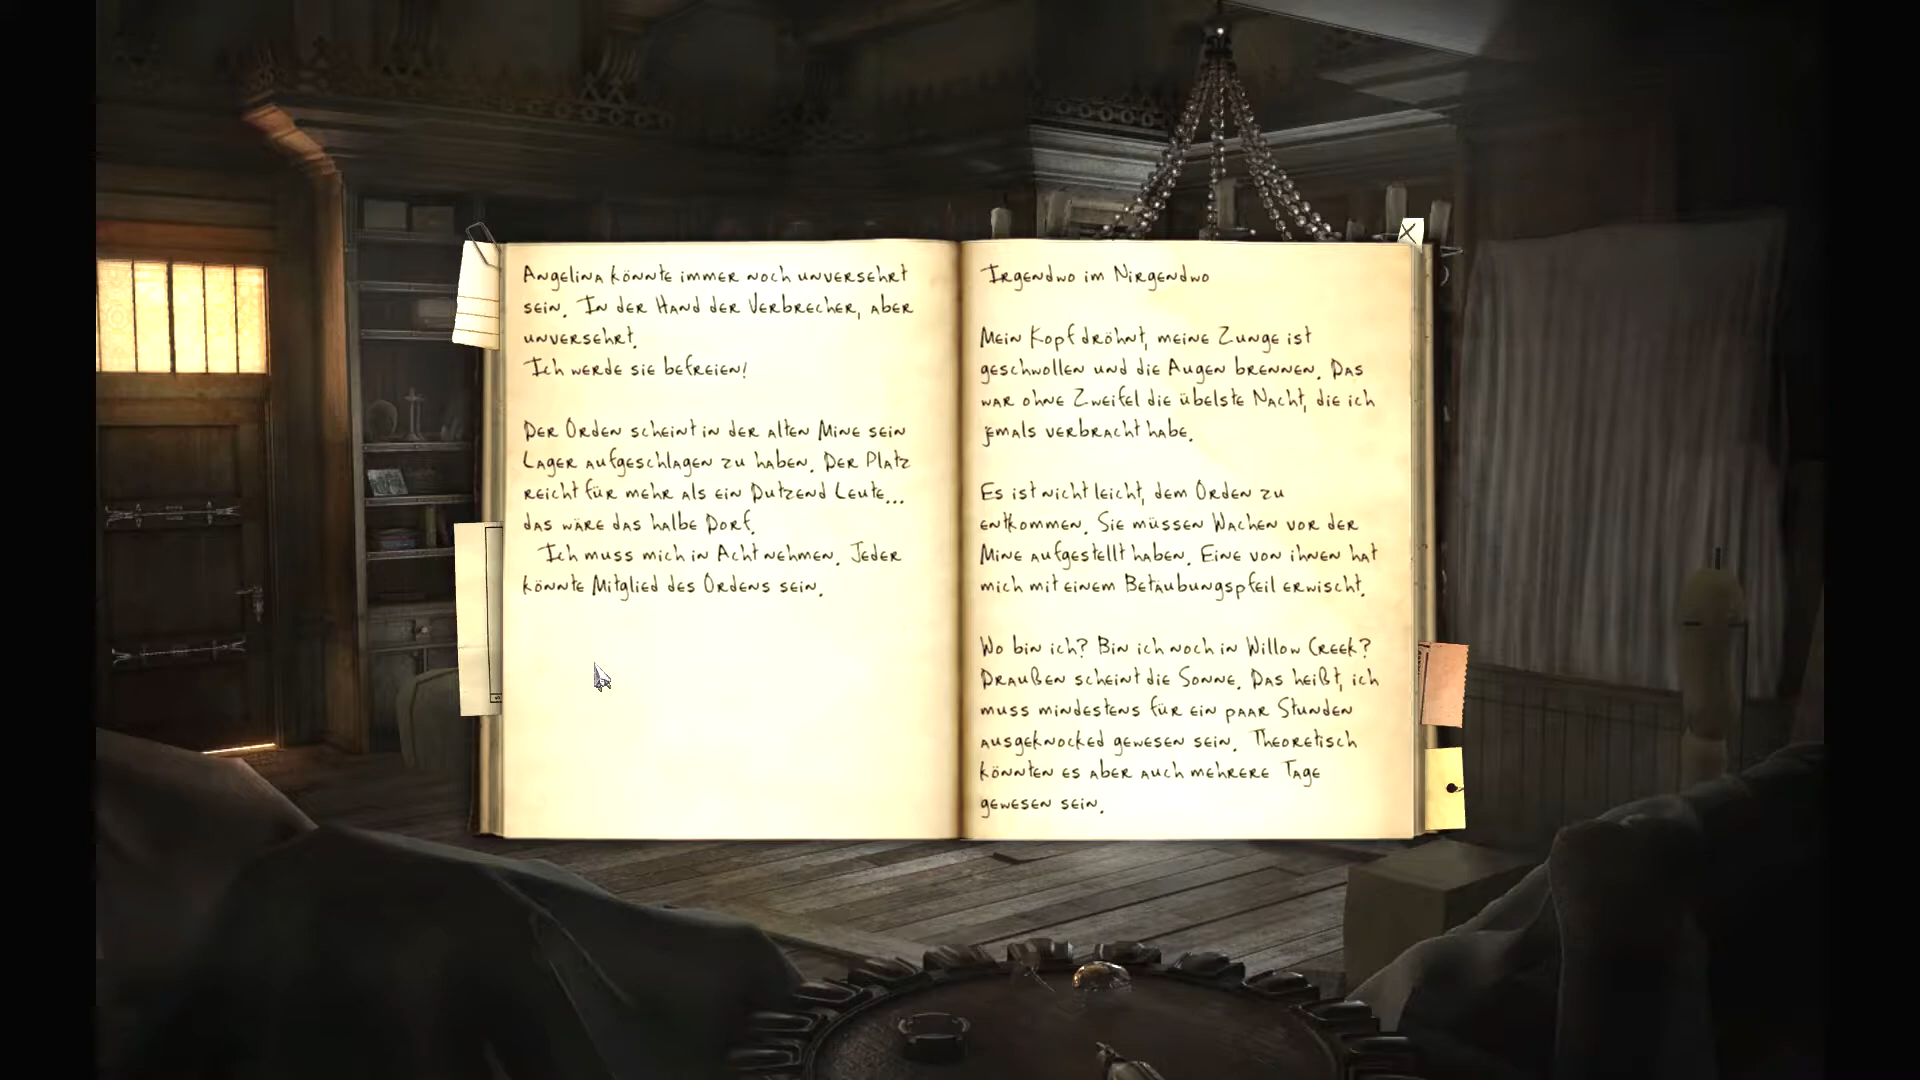 Angelina könnte immer noch unversehrt
sein. In der Hand der Verbrecher, aber
unversehrt.
Ich werde sie befreien!
Der Orden scheint in der alten Mine sein
Lager aufgeschlagen zu haben. Der Platz
reicht für mehr als ein Dutzend Leute...
das wäre das halbe Dorf.
Ich muss mich in Acht nehmen. Jeder
könnte Mitglied des Ordens sein.
Irgendwo im Nirgendwo
Mein Kopf dröhnt, meine Zunge ist
geschwollen und die Augen brennen. Das
war ohne Zweifel die übelste Nacht, die ich
jemals verbracht habe.
Es ist nicht leicht, dem Orden zu
entkommen. Sie müssen Wachen vor der
Mine aufgestellt haben. Eine von ihnen hat
mich mit einem Betäubungspfeil erwischt.
Wo bin ich? Bin ich noch in Willow Creek?
Draußen scheint die Sonne. Das heißt, ich
muss mindestens für ein paar Stunden
ausgeknocked gewesen sein. Theoretisch
könnten es aber auch mehrere Tage
gewesen sein.